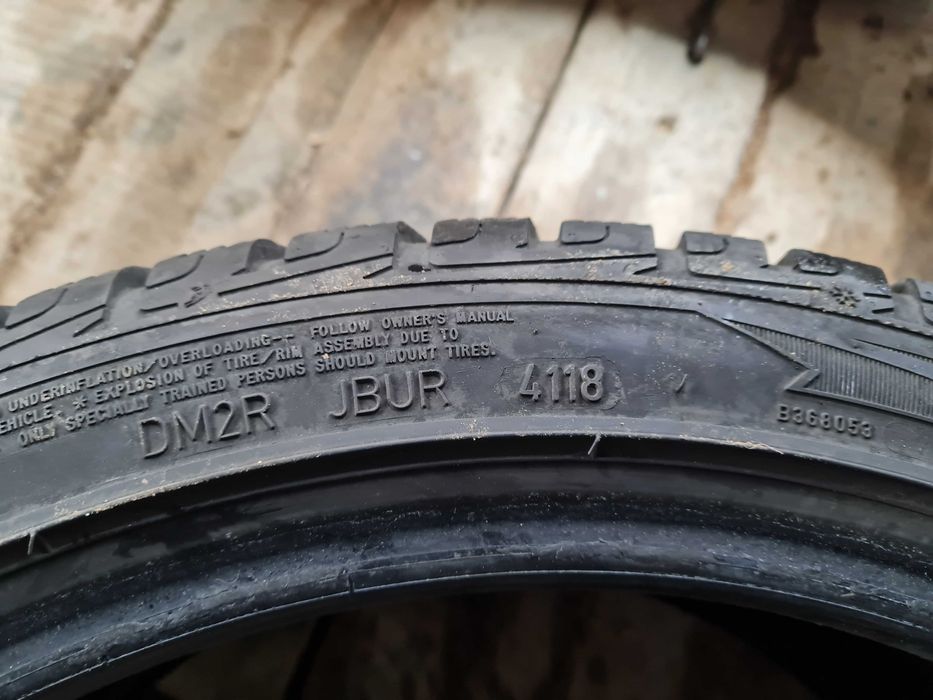 UNDERINFLATION/OVERLOADING-- FOLLOW OWNER'S MANUAL
EHICLE. * EXPLOSION OF TIRE/RIM ASSEMBLY DUE TO
ONLY SPECIALLY TRAINED PERSONS SHOULD MOUNT TIRES.
DM2R JBUR 4118
B368053